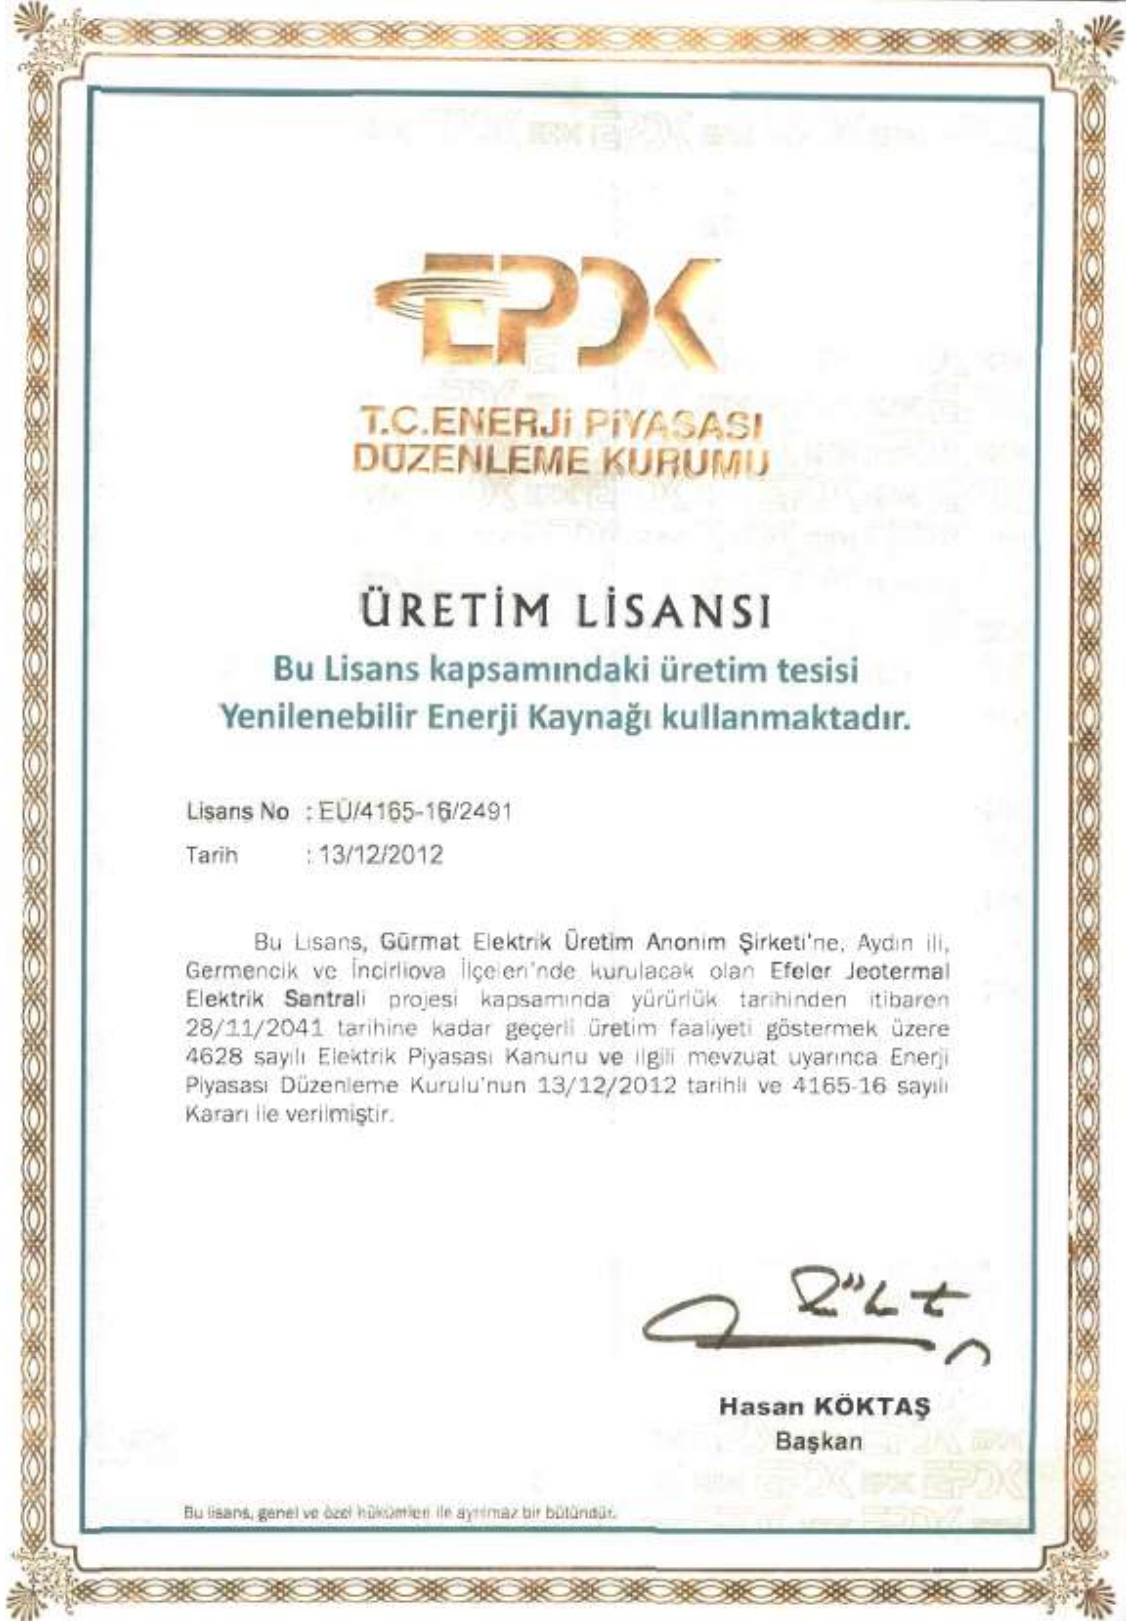 EPDK
T.C.ENERJİ PİYASASI
DÜZENLEME KURUMU
ÜRETİM LİSANSI
Bu Lisans kapsamındaki üretim tesisi
Yenilenebilir Enerji Kaynağı kullanmaktadır.
Lisans No : EÜ/4165-16/2491
Tarih : 13/12/2012
Bu Lisans, Gürmat Elektrik Üretim Anonim Şirketi'ne, Aydın ili,
Germencik ve İncirliova İlçeleri'nde kurulacak olan Efeler Jeotermal
Elektrik Santrali projesi kapsamında yürürlük tarihinden itibaren
28/11/2041 tarihine kadar geçerli üretim faaliyeti göstermek üzere
4628 sayılı Elektrik Piyasası Kanunu ve ilgili mevzuat uyarınca Enerji
Piyasası Düzenleme Kurulu'nun 13/12/2012 tarihli ve 4165-16 sayılı
Kararı ile verilmiştir.
Hasan KÖKTAŞ
Başkan
Bu lisans, genel ve özel hükümleri ile ayrılmaz bir bütündür.